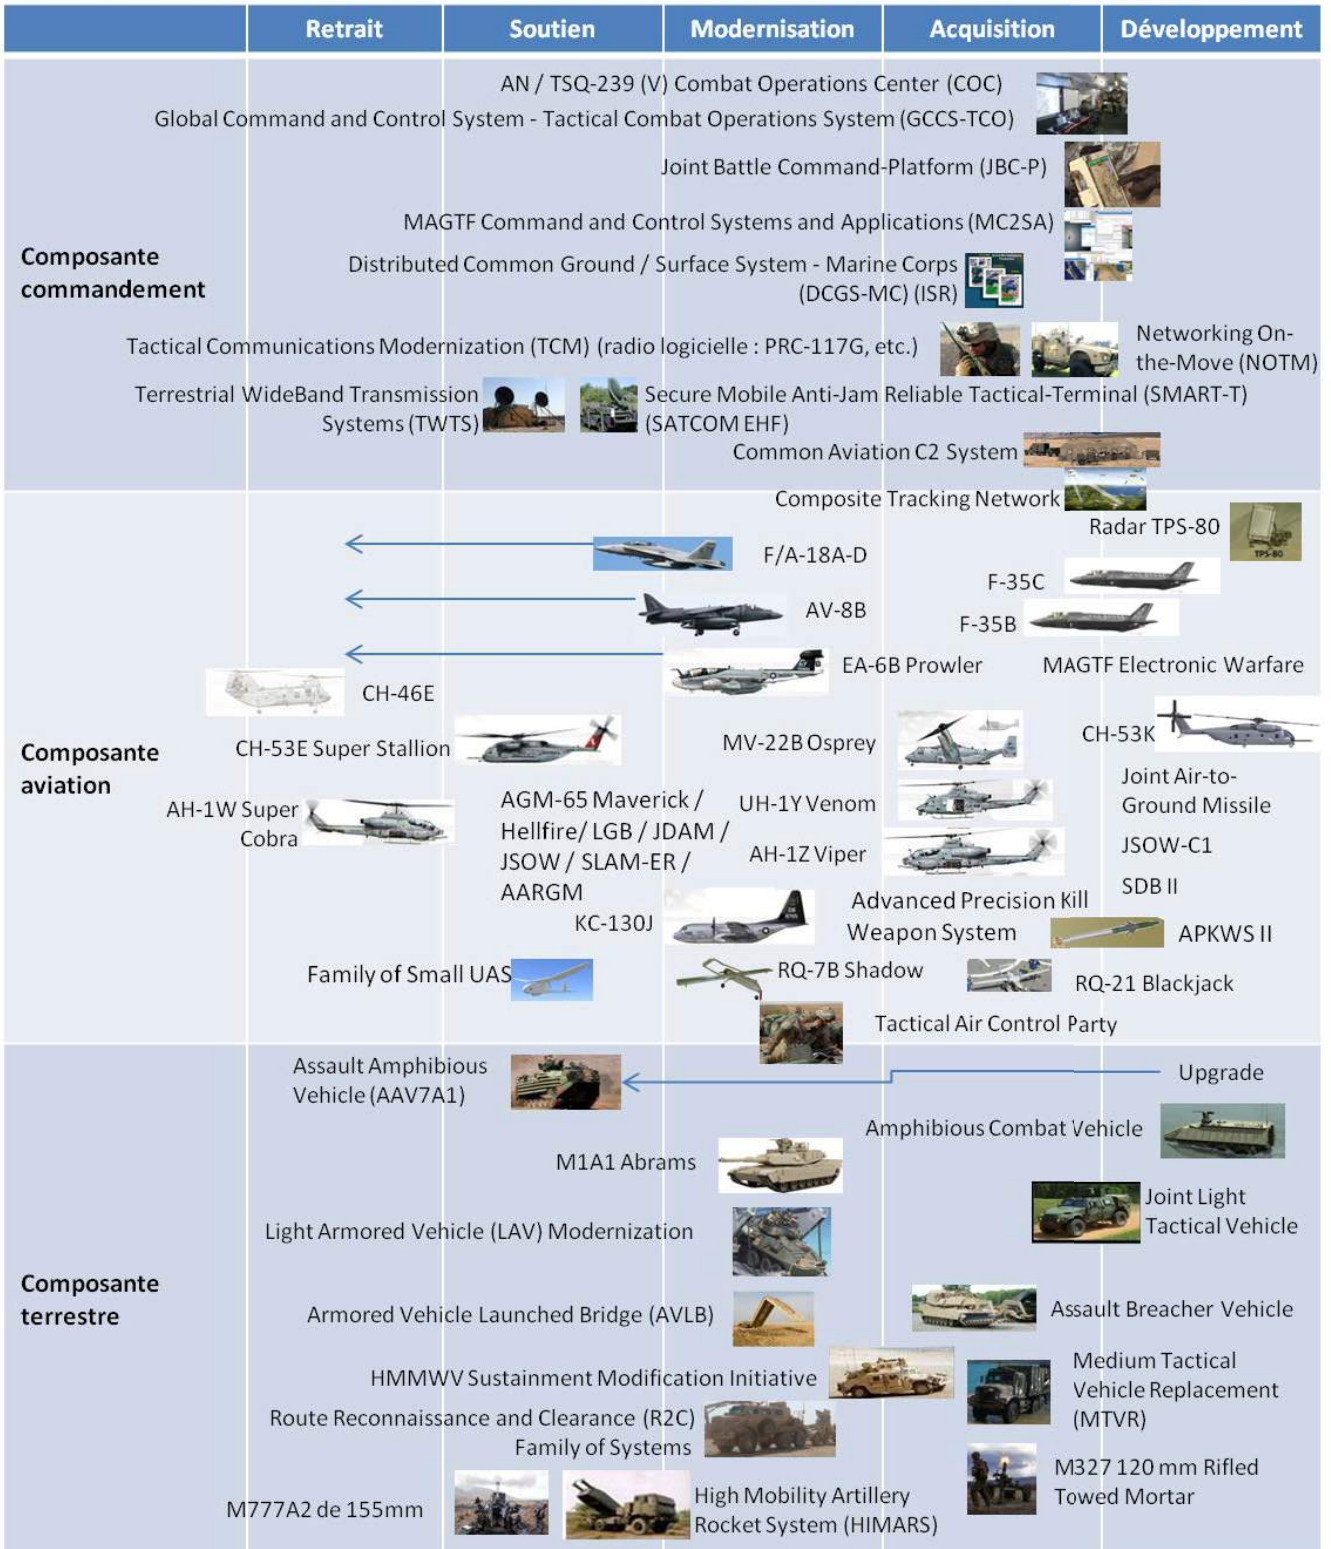 Retrait
Soutien
Modernisation
Acquisition
Développement
Composante
commandement
AN / TSQ-239 (V) Combat Operations Center (COC)
Global Command and Control System - Tactical Combat Operations System (GCCS-TCO)
Joint Battle Command-Platform (JBC-P)
MAGTF Command and Control Systems and Applications (MC2SA)
Distributed Common Ground / Surface System - Marine Corps
(DCGS-MC) (ISR)
Tactical Communications Modernization (TCM) (radio logicielle : PRC-117G, etc.)
Networking On-
the-Move (NOTM)
Terrestrial WideBand Transmission
Systems (TWTS)
Secure Mobile Anti-Jam Reliable Tactical-Terminal (SMART-T)
(SATCOM EHF)
Common Aviation C2 System
Composite Tracking Network
Composante
aviation
Radar TPS-80
TPS-80
F/A-18A-D
F-35C
AV-8B
F-35B
EA-6B Prowler
MAGTF Electronic Warfare
CH-46E
CH-53E Super Stallion
MV-22B Osprey
CH-53K
AH-1W Super
Cobra
AGM-65 Maverick /
Hellfire/ LGB / JDAM /
JSOW / SLAM-ER /
AARGM
UH-1Y Venom
AH-1Z Viper
Joint Air-to-
Ground Missile
JSOW-C1
SDB II
KC-130J
Advanced Precision Kill
Weapon System
APKWS II
Family of Small UAS
RQ-7B Shadow
RQ-21 Blackjack
Tactical Air Control Party
Composante
terrestre
Assault Amphibious
Vehicle (AAV7A1)
Upgrade
Amphibious Combat Vehicle
M1A1 Abrams
Joint Light
Tactical Vehicle
Light Armored Vehicle (LAV) Modernization
Armored Vehicle Launched Bridge (AVLB)
Assault Breacher Vehicle
HMMWV Sustainment Modification Initiative
Medium Tactical
Vehicle Replacement
(MTVR)
Route Reconnaissance and Clearance (R2C)
Family of Systems
M327 120 mm Rifled
Towed Mortar
M777A2 de 155mm
High Mobility Artillery
Rocket System (HIMARS)